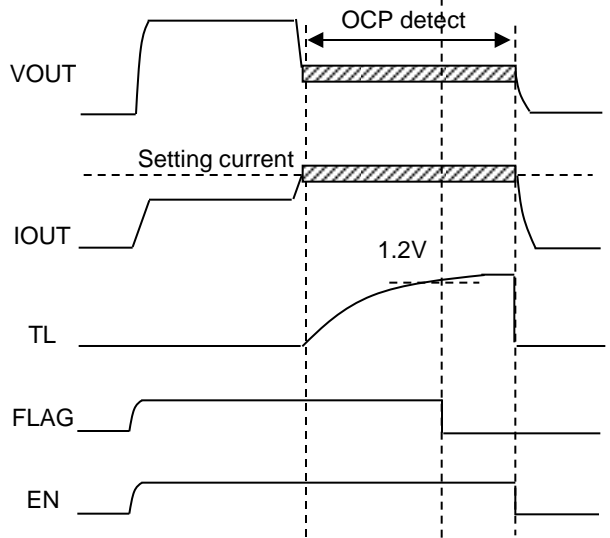 OCP detect
VOUT
Setting current
IOUT
1.2V
TL
FLAG
EN